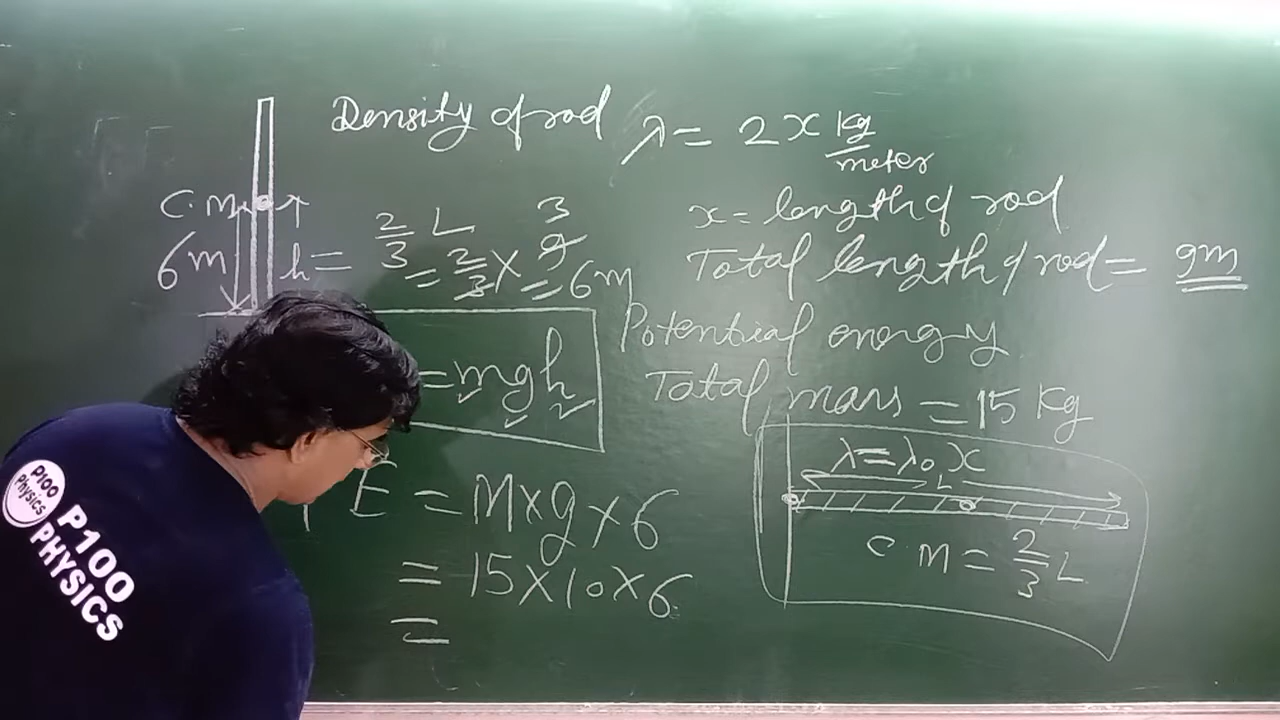 Density of rod λ = 2x Kg/meter
x = length of rod
Total length of rod = 9m
C.M
6m
h = 2/3 L
= 2/3 × 9 = 6m
3
Potential energy
= mgh
Total mass = 15 Kg
λ = λ₀ x
L
C.M = 2/3 L
E = M×g×6
= 15×10×6
=
P100 PHYSICS
P100
PHYSICS